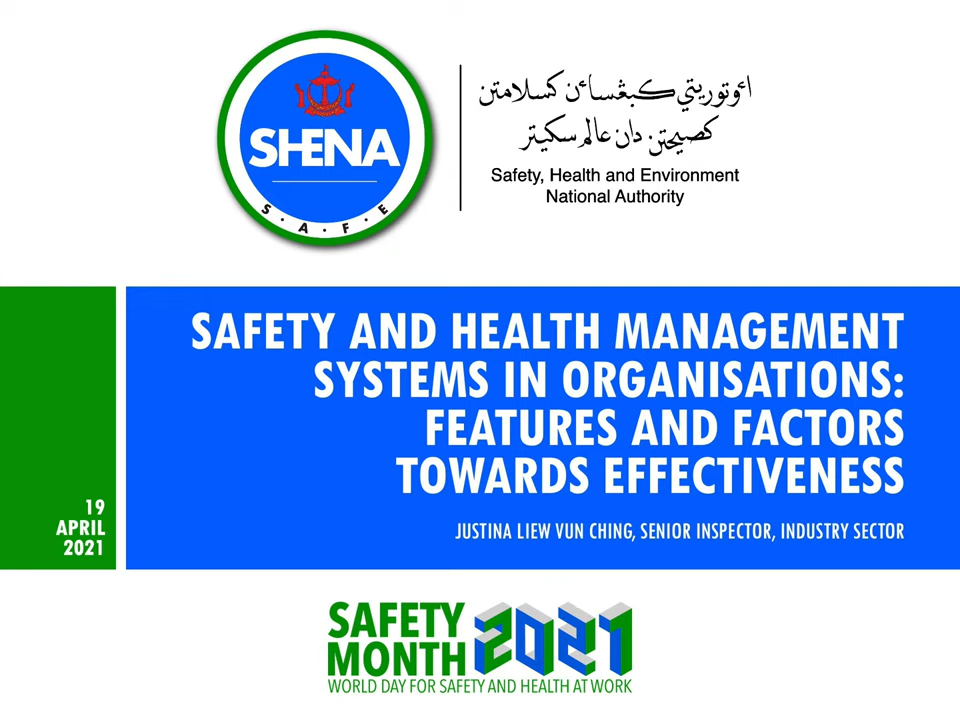 SHENA
S · A · F · E
اءوتوريتي كبڠساءن كسلامتن
كصيحتن دان عالم سكيتر
Safety, Health and Environment
National Authority
SAFETY AND HEALTH MANAGEMENT
SYSTEMS IN ORGANISATIONS:
FEATURES AND FACTORS
TOWARDS EFFECTIVENESS
19
APRIL
2021
JUSTINA LIEW VUN CHING, SENIOR INSPECTOR, INDUSTRY SECTOR
SAFETY
MONTH 2021
WORLD DAY FOR SAFETY AND HEALTH AT WORK